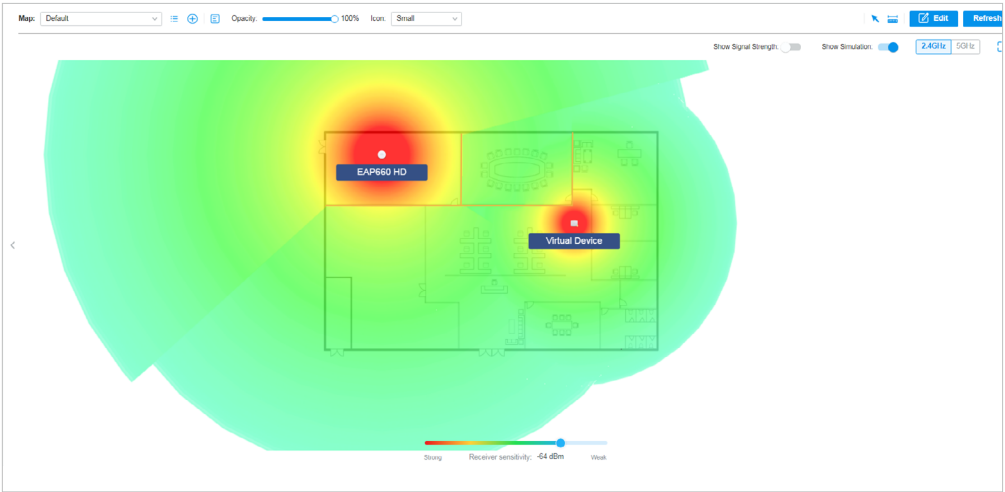 Map: Default Opacity: 100% Icon: Small Edit Refresh
Show Signal Strength: Show Simulation: 2.4GHz 5GHz
EAP660 HD
Virtual Device
Strong Receiver sensitivity: -64 dBm Weak